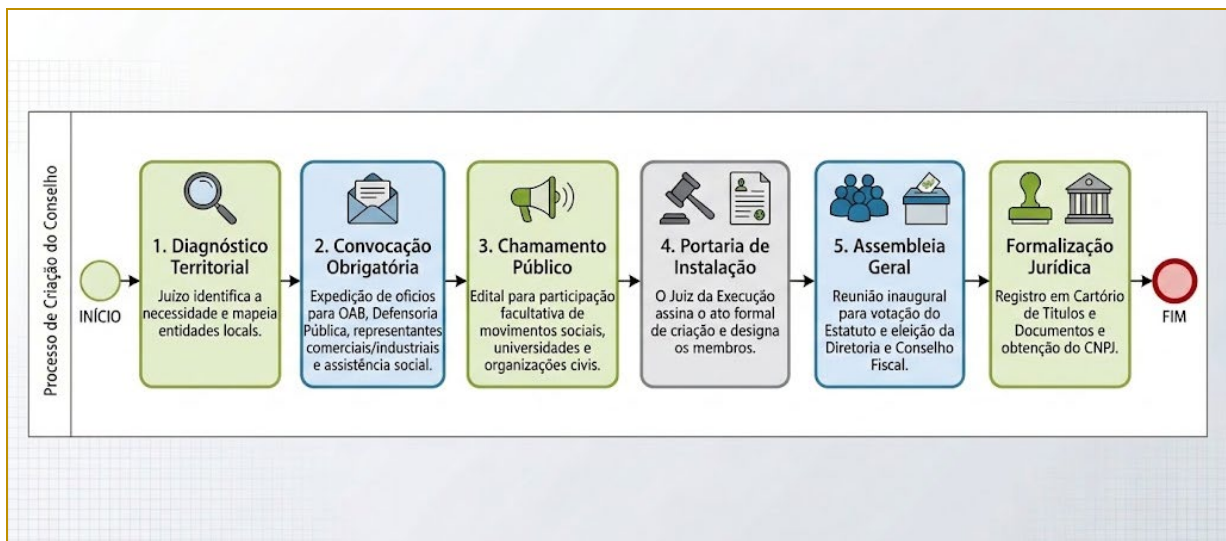 Processo de Criação do Conselho
INÍCIO
1. Diagnóstico
Territorial
Juízo identifica a
necessidade e mapeia
entidades locais.
2. Convocação
Obrigatória
Expedição de ofícios
para OAB, Defensoria
Pública, representantes
comerciais/industriais
e assistência social.
3. Chamamento
Público
Edital para participação
facultativa de
movimentos sociais,
universidades e
organizações civis.
4. Portaria de
Instalação
O Juiz da Execução
assina o ato formal
de criação e designa
os membros.
5. Assembleia
Geral
Reunião inaugural
para votação do
Estatuto e eleição da
Diretoria e Conselho
Fiscal.
Formalização
Jurídica
Registro em Cartório
de Títulos e
Documentos e
obtenção do CNPJ.
FIM